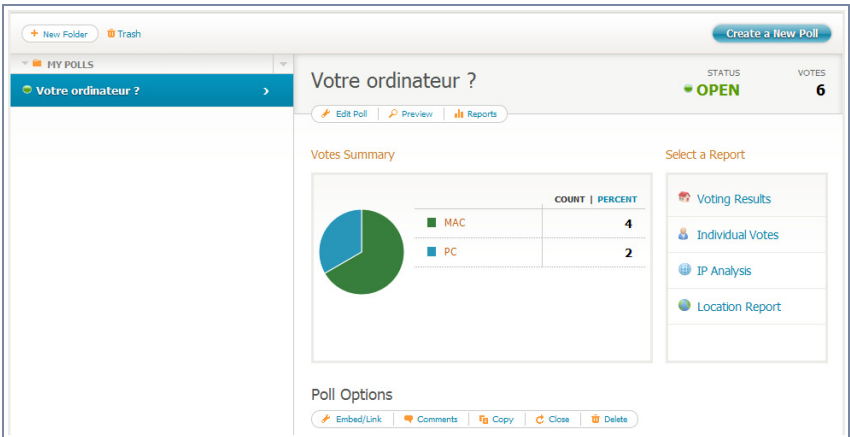 New Folder Trash Create a New Poll
MY POLLS
Votre ordinateur ?
Votre ordinateur ?
STATUS VOTES
OPEN 6
Edit Poll Preview Reports
Votes Summary
COUNT | PERCENT
MAC 4
PC 2
Select a Report
Voting Results
Individual Votes
IP Analysis
Location Report
Poll Options
Embed/Link Comments Copy Close Delete